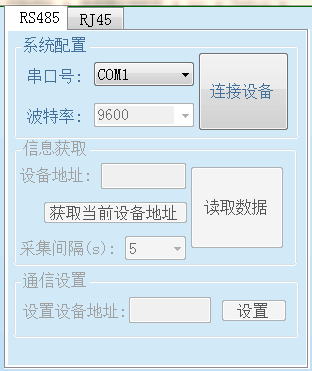 RS485 RJ45
系统配置
串口号: COM1
连接设备
波特率: 9600
信息获取
设备地址:
获取当前设备地址
读取数据
采集间隔(s): 5
通信设置
设置设备地址: 设置